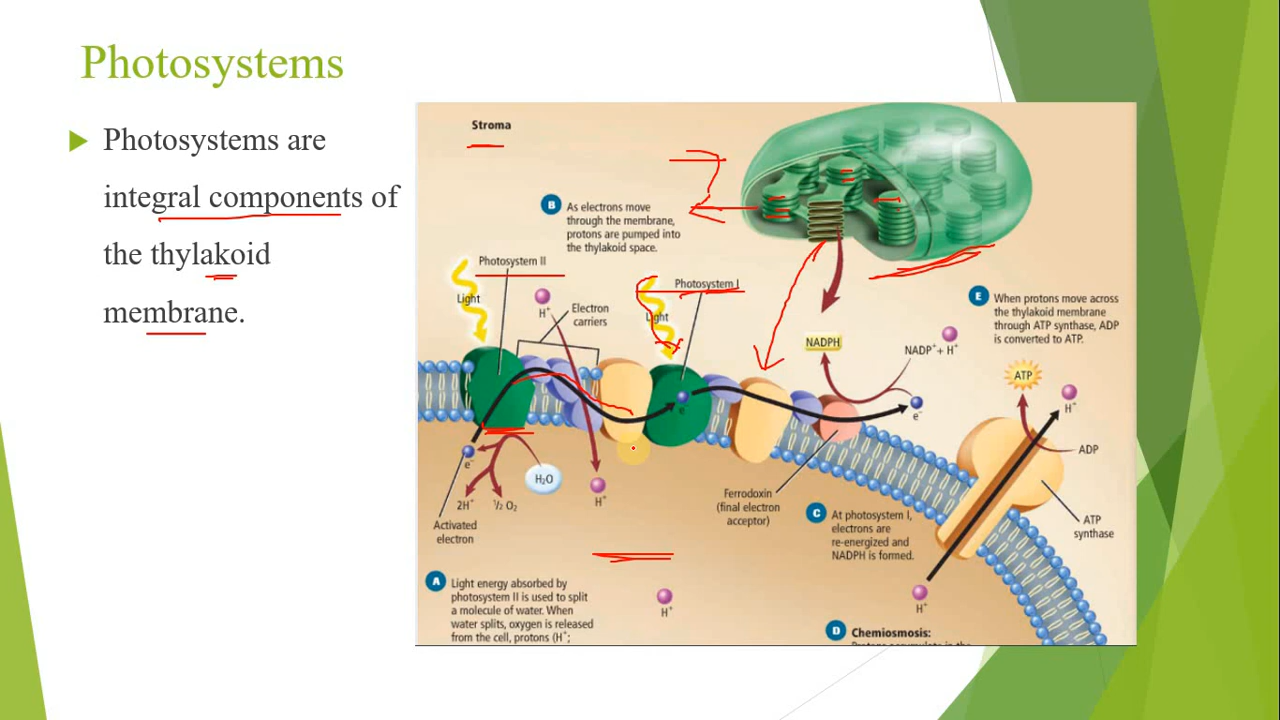 Photosystems
Photosystems are
integral components of
the thylakoid
membrane.
Stroma
B
As electrons move
through the membrane,
protons are pumped into
the thylakoid space.
Photosystem II
Light
H⁺
Electron
carriers
Photosystem I
Light
NADPH
NADP⁺ + H⁺
E
When protons move across
the thylakoid membrane
through ATP synthase, ADP
is converted to ATP.
ATP
H⁺
e⁻
e⁻
ADP
e⁻
H₂O
2H⁺
½ O₂
H⁺
Activated
electron
Ferrodoxin
(final electron
acceptor)
C
At photosystem I,
electrons are
re-energized and
NADPH is formed.
ATP
synthase
A
Light energy absorbed by
photosystem II is used to split
a molecule of water. When
water splits, oxygen is released
from the cell, protons (H⁺;
H⁺
H⁺
D
Chemiosmosis: